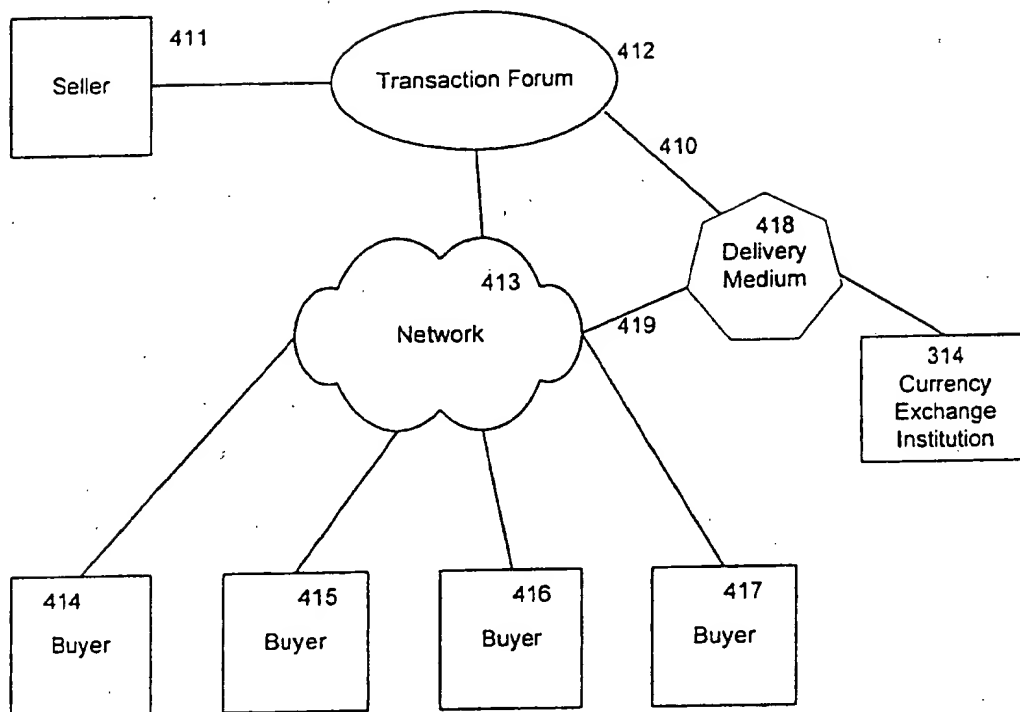 411
412
Seller
Transaction Forum
410
418
Delivery
Medium
413
419
Network
314
Currency
Exchange
Institution
414
Buyer
415
Buyer
416
Buyer
417
Buyer